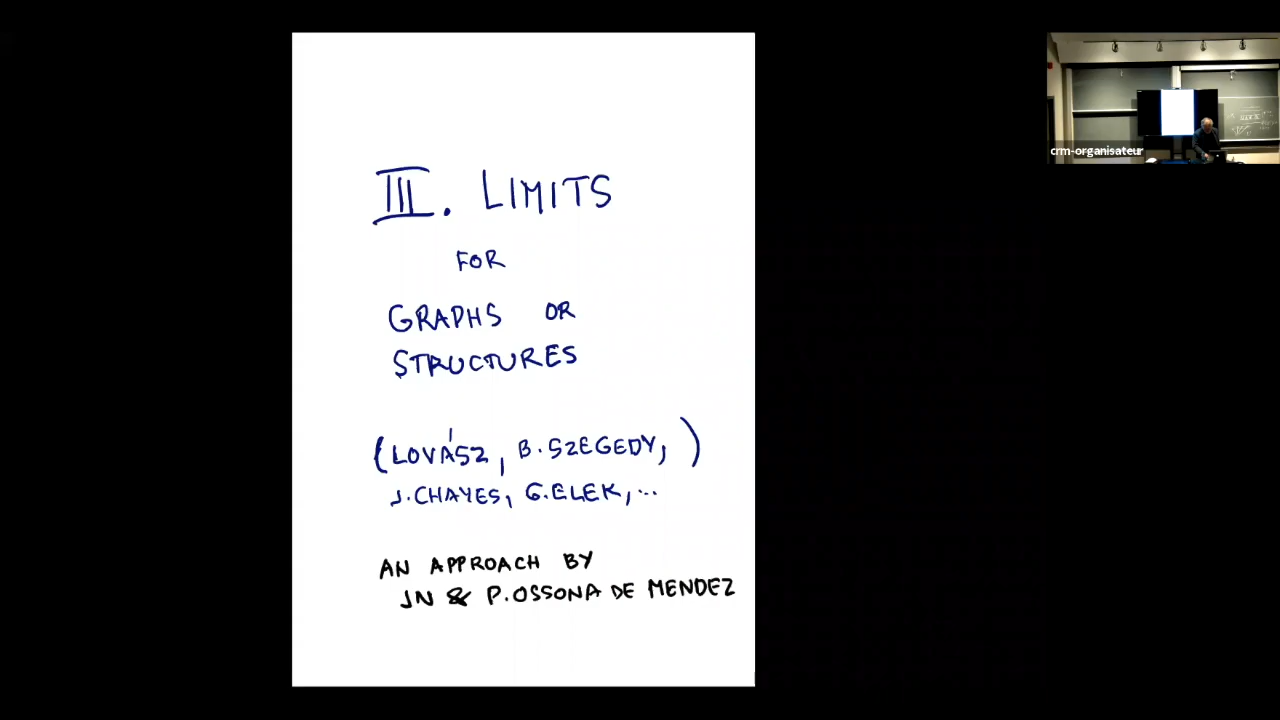 III. LIMITS
FOR
GRAPHS OR
STRUCTURES
(LOVÁSZ, B. SZEGEDY,)
J. CHAYES, G. ELEK, ...
AN APPROACH BY
JN & P. OSSONA DE MENDEZ
crm-organisateur